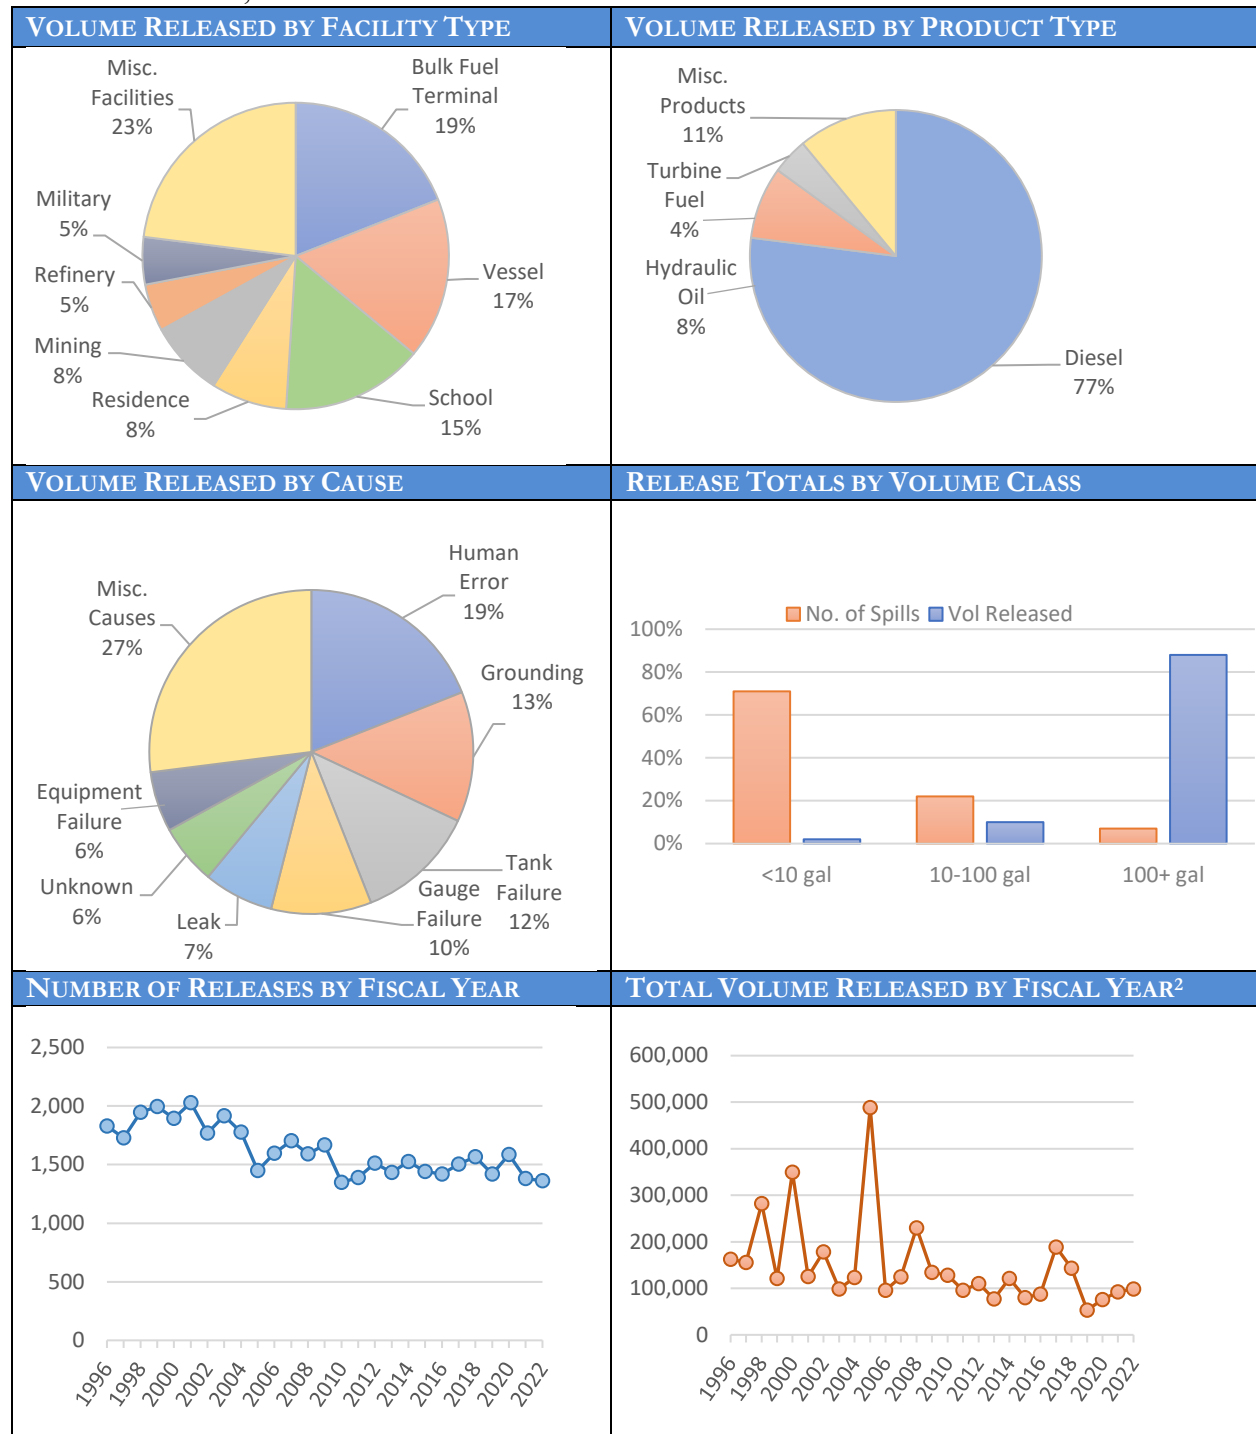 VOLUME RELEASED BY FACILITY TYPE
Misc.
Facilities
23%
Bulk Fuel
Terminal
19%
Military
5%
Refinery
5%
Vessel
17%
Mining
8%
Residence
8%
School
15%
VOLUME RELEASED BY PRODUCT TYPE
Misc.
Products
11%
Turbine
Fuel
4%
Hydraulic
Oil
8%
Diesel
77%
VOLUME RELEASED BY CAUSE
Human
Error
19%
Misc.
Causes
27%
Grounding
13%
Equipment
Failure
6%
Unknown
6%
Leak
7%
Gauge
Failure
10%
Tank
Failure
12%
RELEASE TOTALS BY VOLUME CLASS
No. of Spills Vol Released
100%
80%
60%
40%
20%
0%
<10 gal 10-100 gal 100+ gal
NUMBER OF RELEASES BY FISCAL YEAR
2,500
2,000
1,500
1,000
500
0
1996 1998 2000 2002 2004 2006 2008 2010 2012 2014 2016 2018 2020 2022
TOTAL VOLUME RELEASED BY FISCAL YEAR²
600,000
500,000
400,000
300,000
200,000
100,000
0
1996 1998 2000 2002 2004 2006 2008 2010 2012 2014 2016 2018 2020 2022